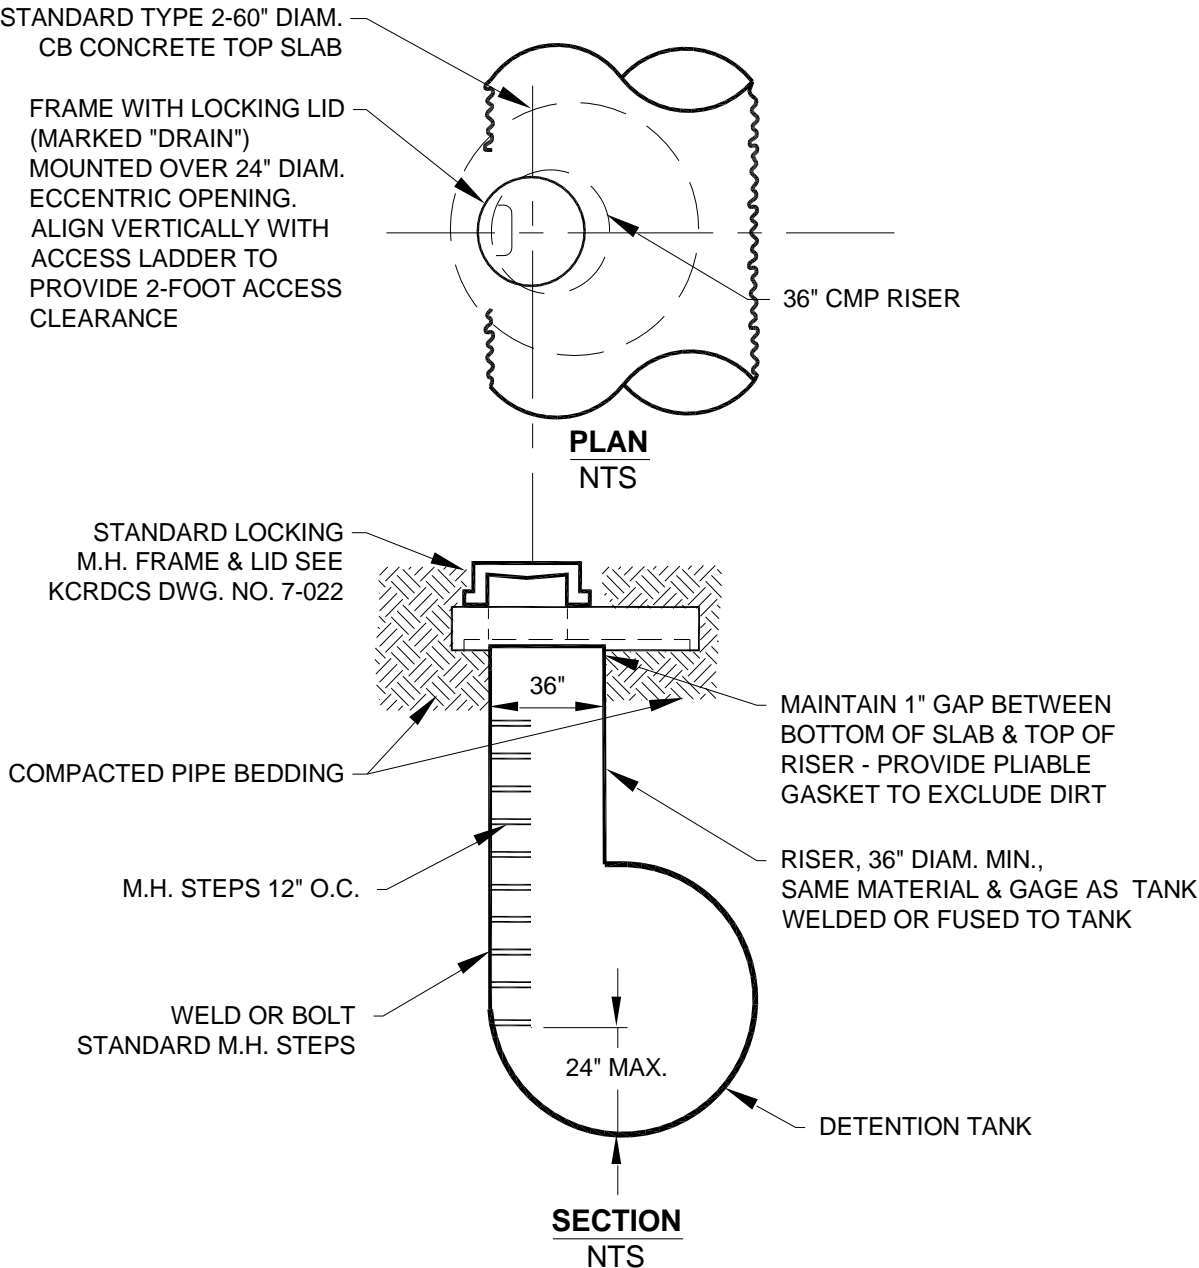 STANDARD TYPE 2-60" DIAM.
CB CONCRETE TOP SLAB
FRAME WITH LOCKING LID
(MARKED "DRAIN")
MOUNTED OVER 24" DIAM.
ECCENTRIC OPENING.
ALIGN VERTICALLY WITH
ACCESS LADDER TO
PROVIDE 2-FOOT ACCESS
CLEARANCE
36" CMP RISER
PLAN
NTS
STANDARD LOCKING
M.H. FRAME & LID SEE
KCRDCS DWG. NO. 7-022
36"
MAINTAIN 1" GAP BETWEEN
BOTTOM OF SLAB & TOP OF
RISER - PROVIDE PLIABLE
GASKET TO EXCLUDE DIRT
COMPACTED PIPE BEDDING
M.H. STEPS 12" O.C.
RISER, 36" DIAM. MIN.,
SAME MATERIAL & GAGE AS TANK
WELDED OR FUSED TO TANK
WELD OR BOLT
STANDARD M.H. STEPS
24" MAX.
DETENTION TANK
SECTION
NTS